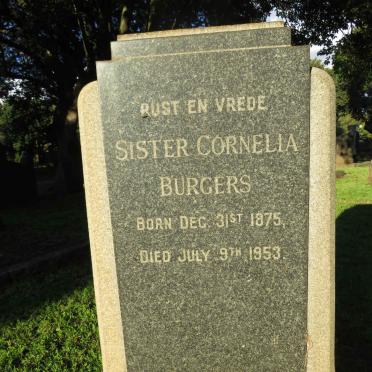 RUST EN VREDE
SISTER CORNELIA
BURGERS
BORN DEC. 31ST 1875,
DIED JULY 9TH 1953.